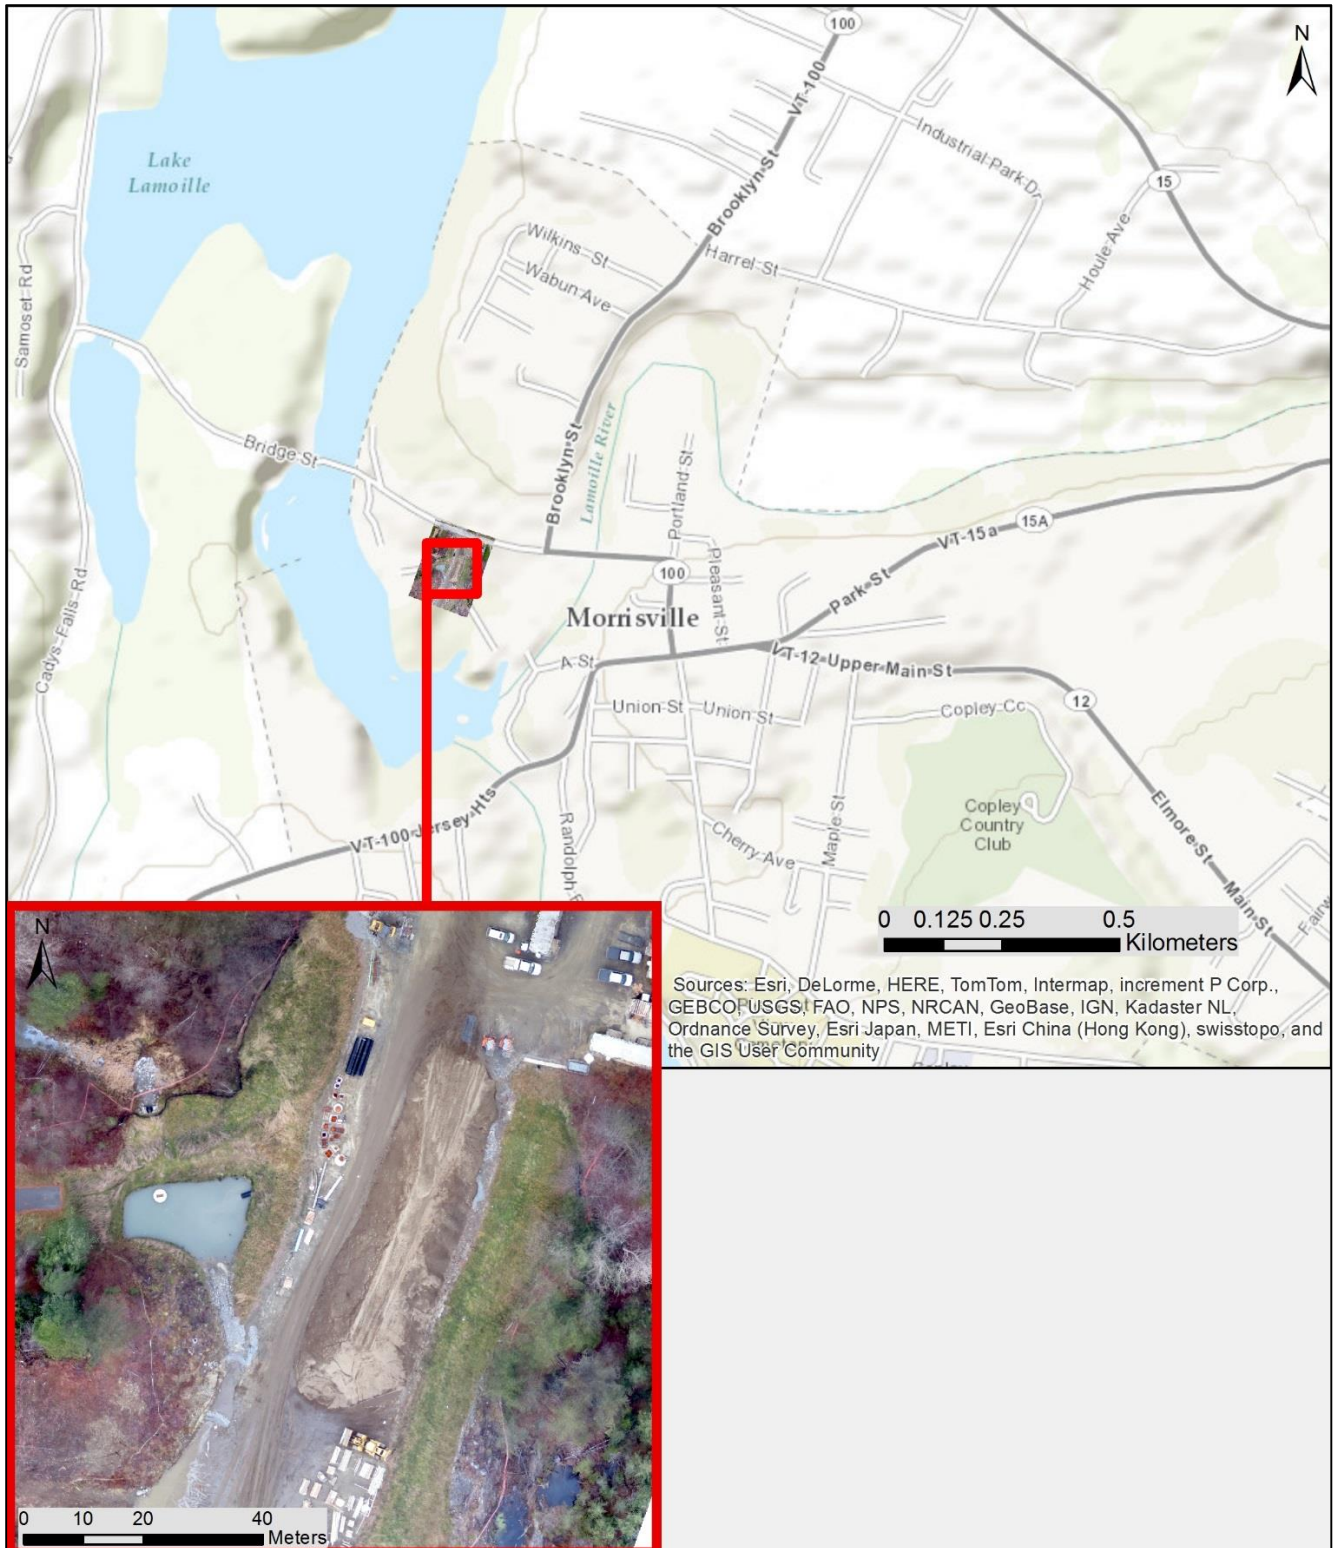 100
N
Lake
Lamoille
VT-100
Industrial Park Dr
15
Brooklyn St
Samoset Rd
Wilkins St
Harrel St
Houle Ave
Wabun Ave
Bridge St
Brooklyn St
Lamoille River
Portland St
15A
VT-15a
Cadys Falls Rd
100
Pleasant St
Park St
Morrisville
A St
VT-12 Upper Main St
Union St
Union St
Copley Cc
12
VT-100 Jersey Hts
Randolph
Cherry Ave
Maple St
Copley
Country
Club
Elmore St
Main St
0 0.125 0.25 0.5
Kilometers
Sources: Esri, DeLorme, HERE, TomTom, Intermap, increment P Corp.,
GEBCO, USGS, FAO, NPS, NRCAN, GeoBase, IGN, Kadaster NL,
Ordnance Survey, Esri Japan, METI, Esri China (Hong Kong), swisstopo, and
the GIS User Community
N
0 10 20 40
Meters